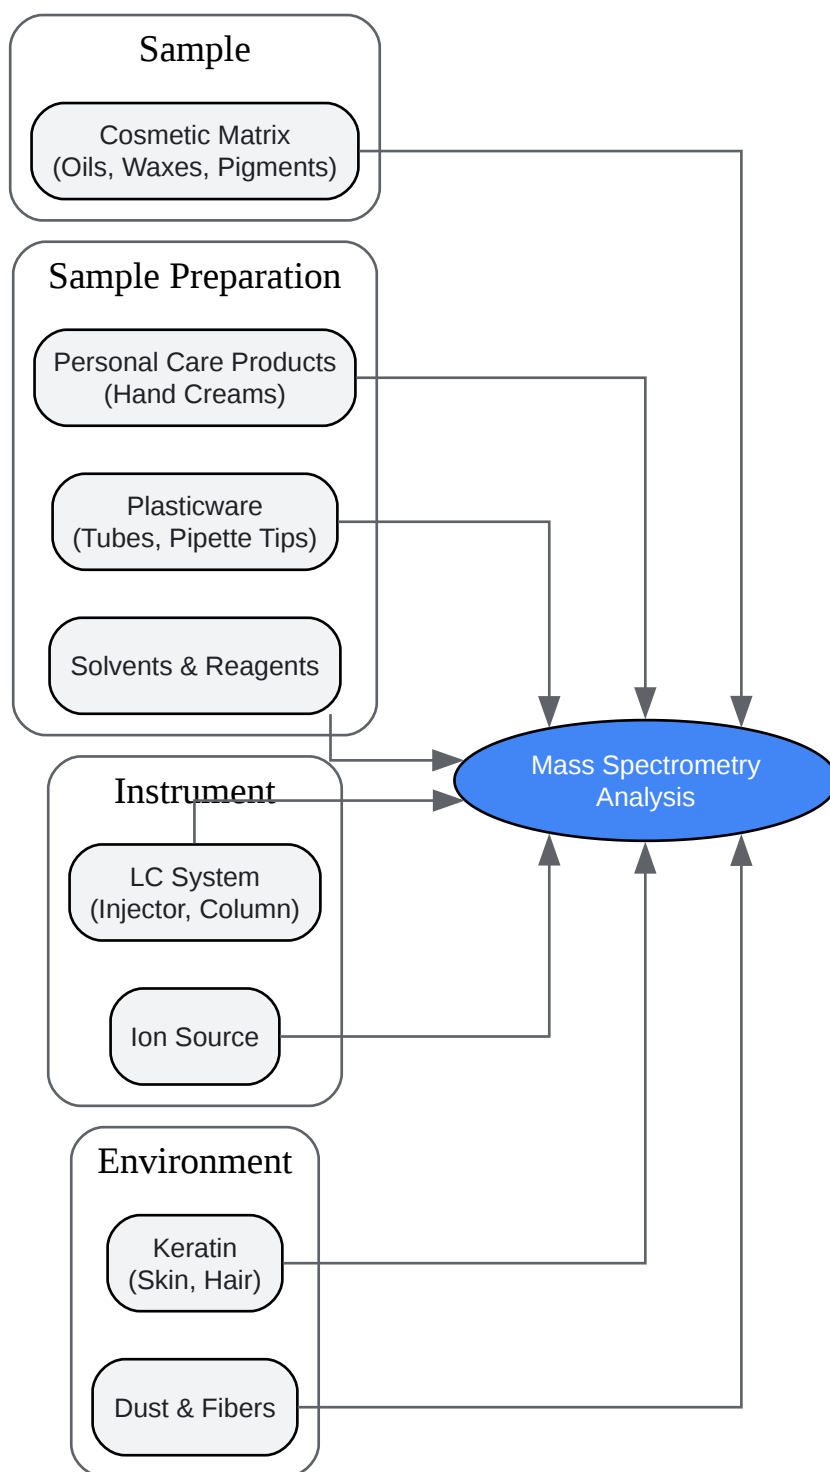 Sample
Cosmetic Matrix
(Oils, Waxes, Pigments)
Sample Preparation
Personal Care Products
(Hand Creams)
Plasticware
(Tubes, Pipette Tips)
Solvents & Reagents
Mass Spectrometry
Analysis
Instrument
LC System
(Injector, Column)
Ion Source
Environment
Keratin
(Skin, Hair)
Dust & Fibers